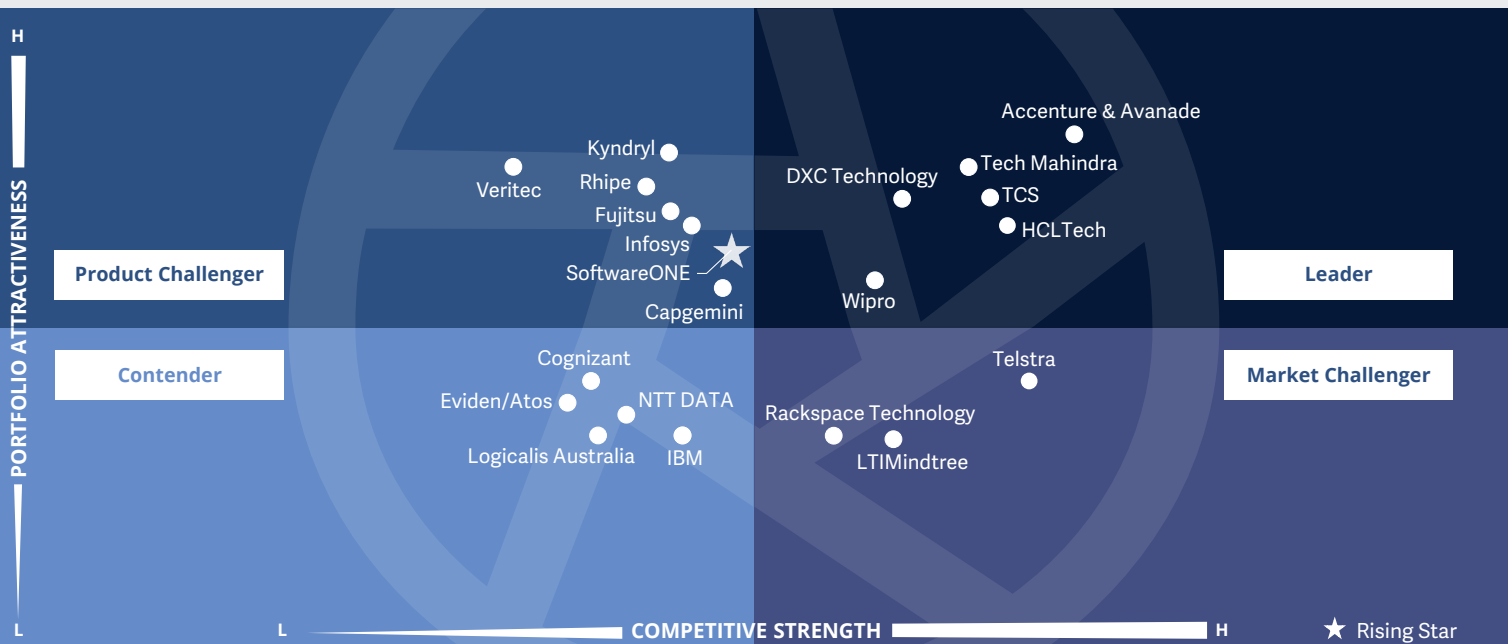 H
Accenture & Avanade
Kyndryl
Tech Mahindra
DXC Technology
Rhipe
Veritec
TCS
Fujitsu
HCLTech
Infosys
SoftwareONE
Product Challenger
Leader
Wipro
Capgemini
PORTFOLIO ATTRACTIVENESS
Cognizant
Telstra
Contender
Market Challenger
Eviden/Atos
NTT DATA
Rackspace Technology
Logicalis Australia
IBM
LTIMindtree
L
L
COMPETITIVE STRENGTH
H
Rising Star